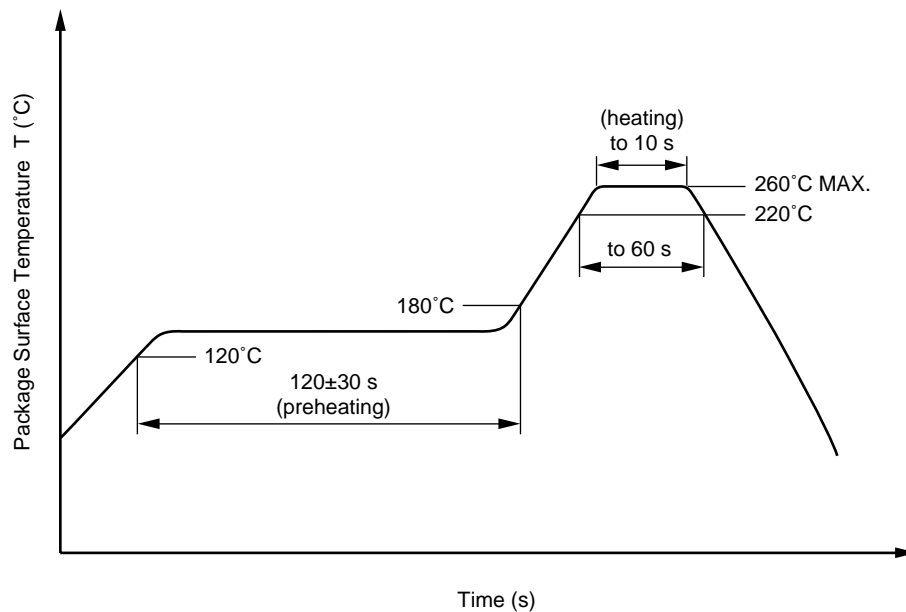 Package Surface Temperature T (˚C)
(heating)
to 10 s
260˚C MAX.
220˚C
to 60 s
180˚C
120˚C
120±30 s
(preheating)
Time (s)